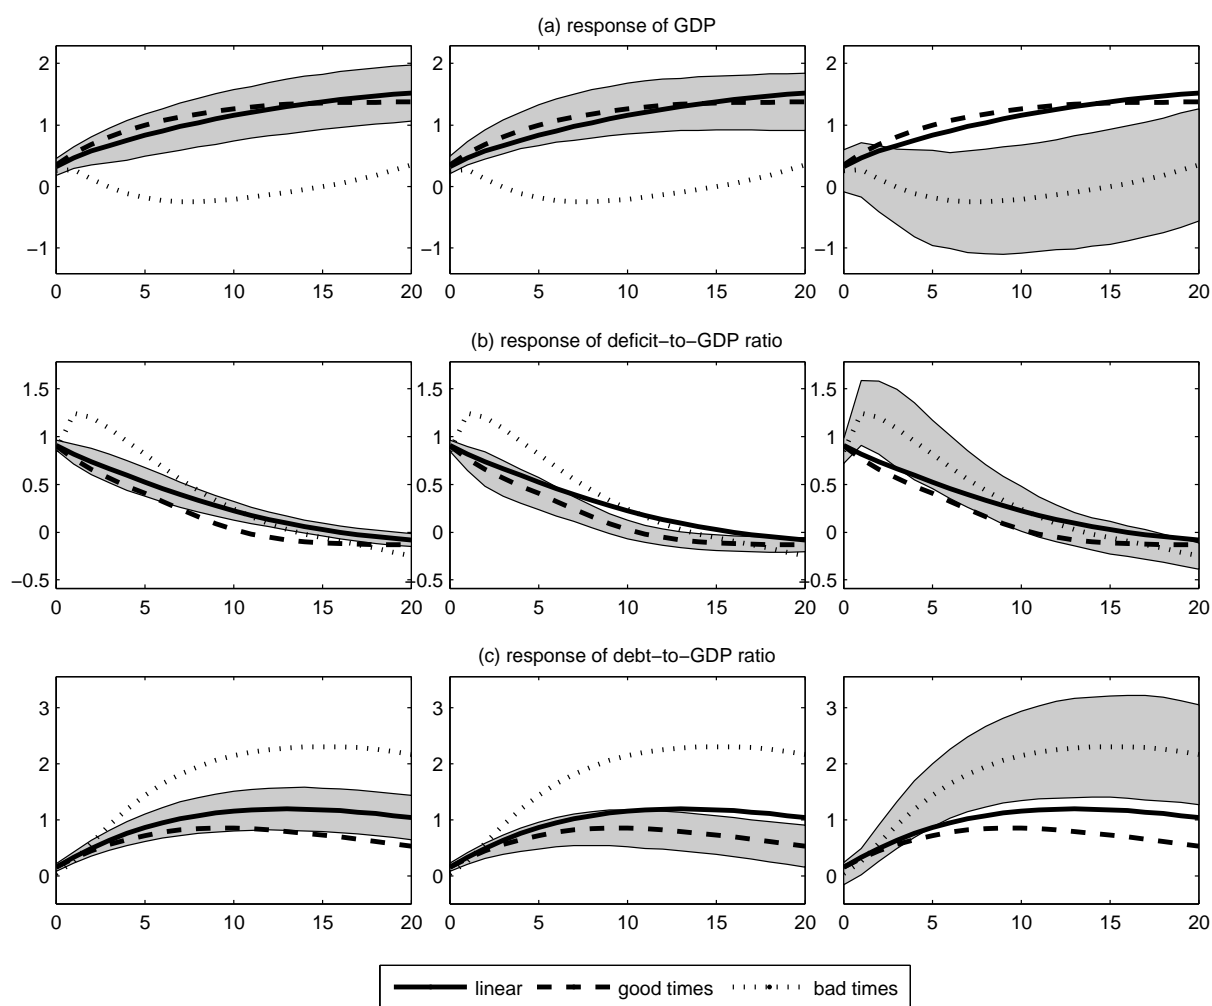 (a) response of GDP
2 2 2
1 1 1
0 0 0
−1 −1 −1
0 5 10 15 20 0 5 10 15 20 0 5 10 15 20
(b) response of deficit−to−GDP ratio
1.5 1.5 1.5
1 1 1
0.5 0.5 0.5
0 0 0
−0.5 −0.5 −0.5
0 5 10 15 20 0 5 10 15 20 0 5 10 15 20
(c) response of debt−to−GDP ratio
3 3 3
2 2 2
1 1 1
0 0 0
0 5 10 15 20 0 5 10 15 20 0 5 10 15 20
linear good times bad times